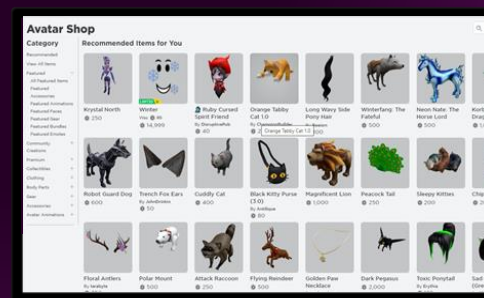 Avatar Shop
Category
Recommended Items for You
Recommended
View All Items
Featured
All Featured Items
Featured
Accessories
Featured Animations
Featured Faces
Featured Gear
Featured Bundles
Featured Emotes
Community
Creations
Premium
Collectibles
Clothing
Body Parts
Gear
Accessories
Avatar Animations
Krystal North
250
Winter
14,999
Ruby Cursed
Spirit Friend
40
Orange Tabby
Cat 1.0
Orange Tabby Cat 1.0
Long Wavy Side
Pony Hair
Winterfang: The
Fateful
500
Neon Nate: The
Horse Lord
500
Robot Guard Dog
600
Trench Fox Ears
50
Cuddly Cat
400
Black Kitty Purse
(3.0)
80
Magnificent Lion
1,000
Peacock Tail
250
Sleepy Kitties
200
Floral Antlers
Polar Mount
500
Attack Raccoon
250
Flying Reindeer
500
Golden Paw
Necklace
Dark Pegasus
2,000
Toxic Ponytail